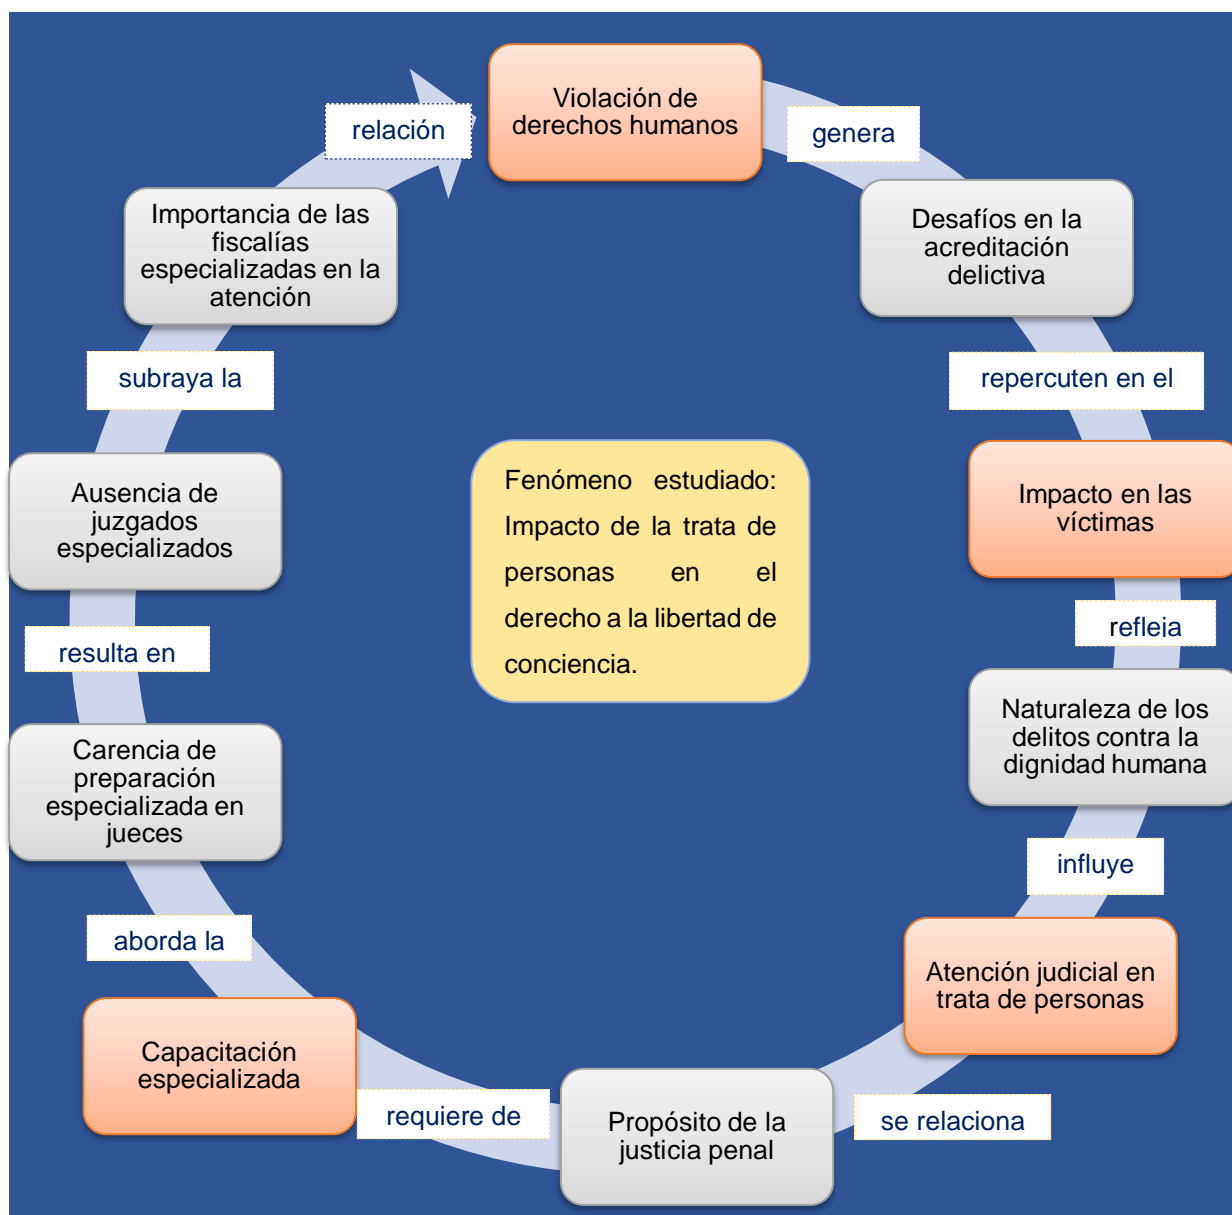 Violación de
derechos humanos
genera
Desafíos en la
acreditación
delictiva
repercuten en el
Impacto en las
víctimas
refleja
Naturaleza de los
delitos contra la
dignidad humana
influye
Atención judicial en
trata de personas
se relaciona
Propósito de la
justicia penal
requiere de
Capacitación
especializada
aborda la
Carencia de
preparación
especializada en
jueces
resulta en
Ausencia de
juzgados
especializados
subraya la
Importancia de las
fiscalías
especializadas en la
atención
relación
Fenómeno estudiado:
Impacto de la trata de
personas en el
derecho a la libertad de
conciencia.